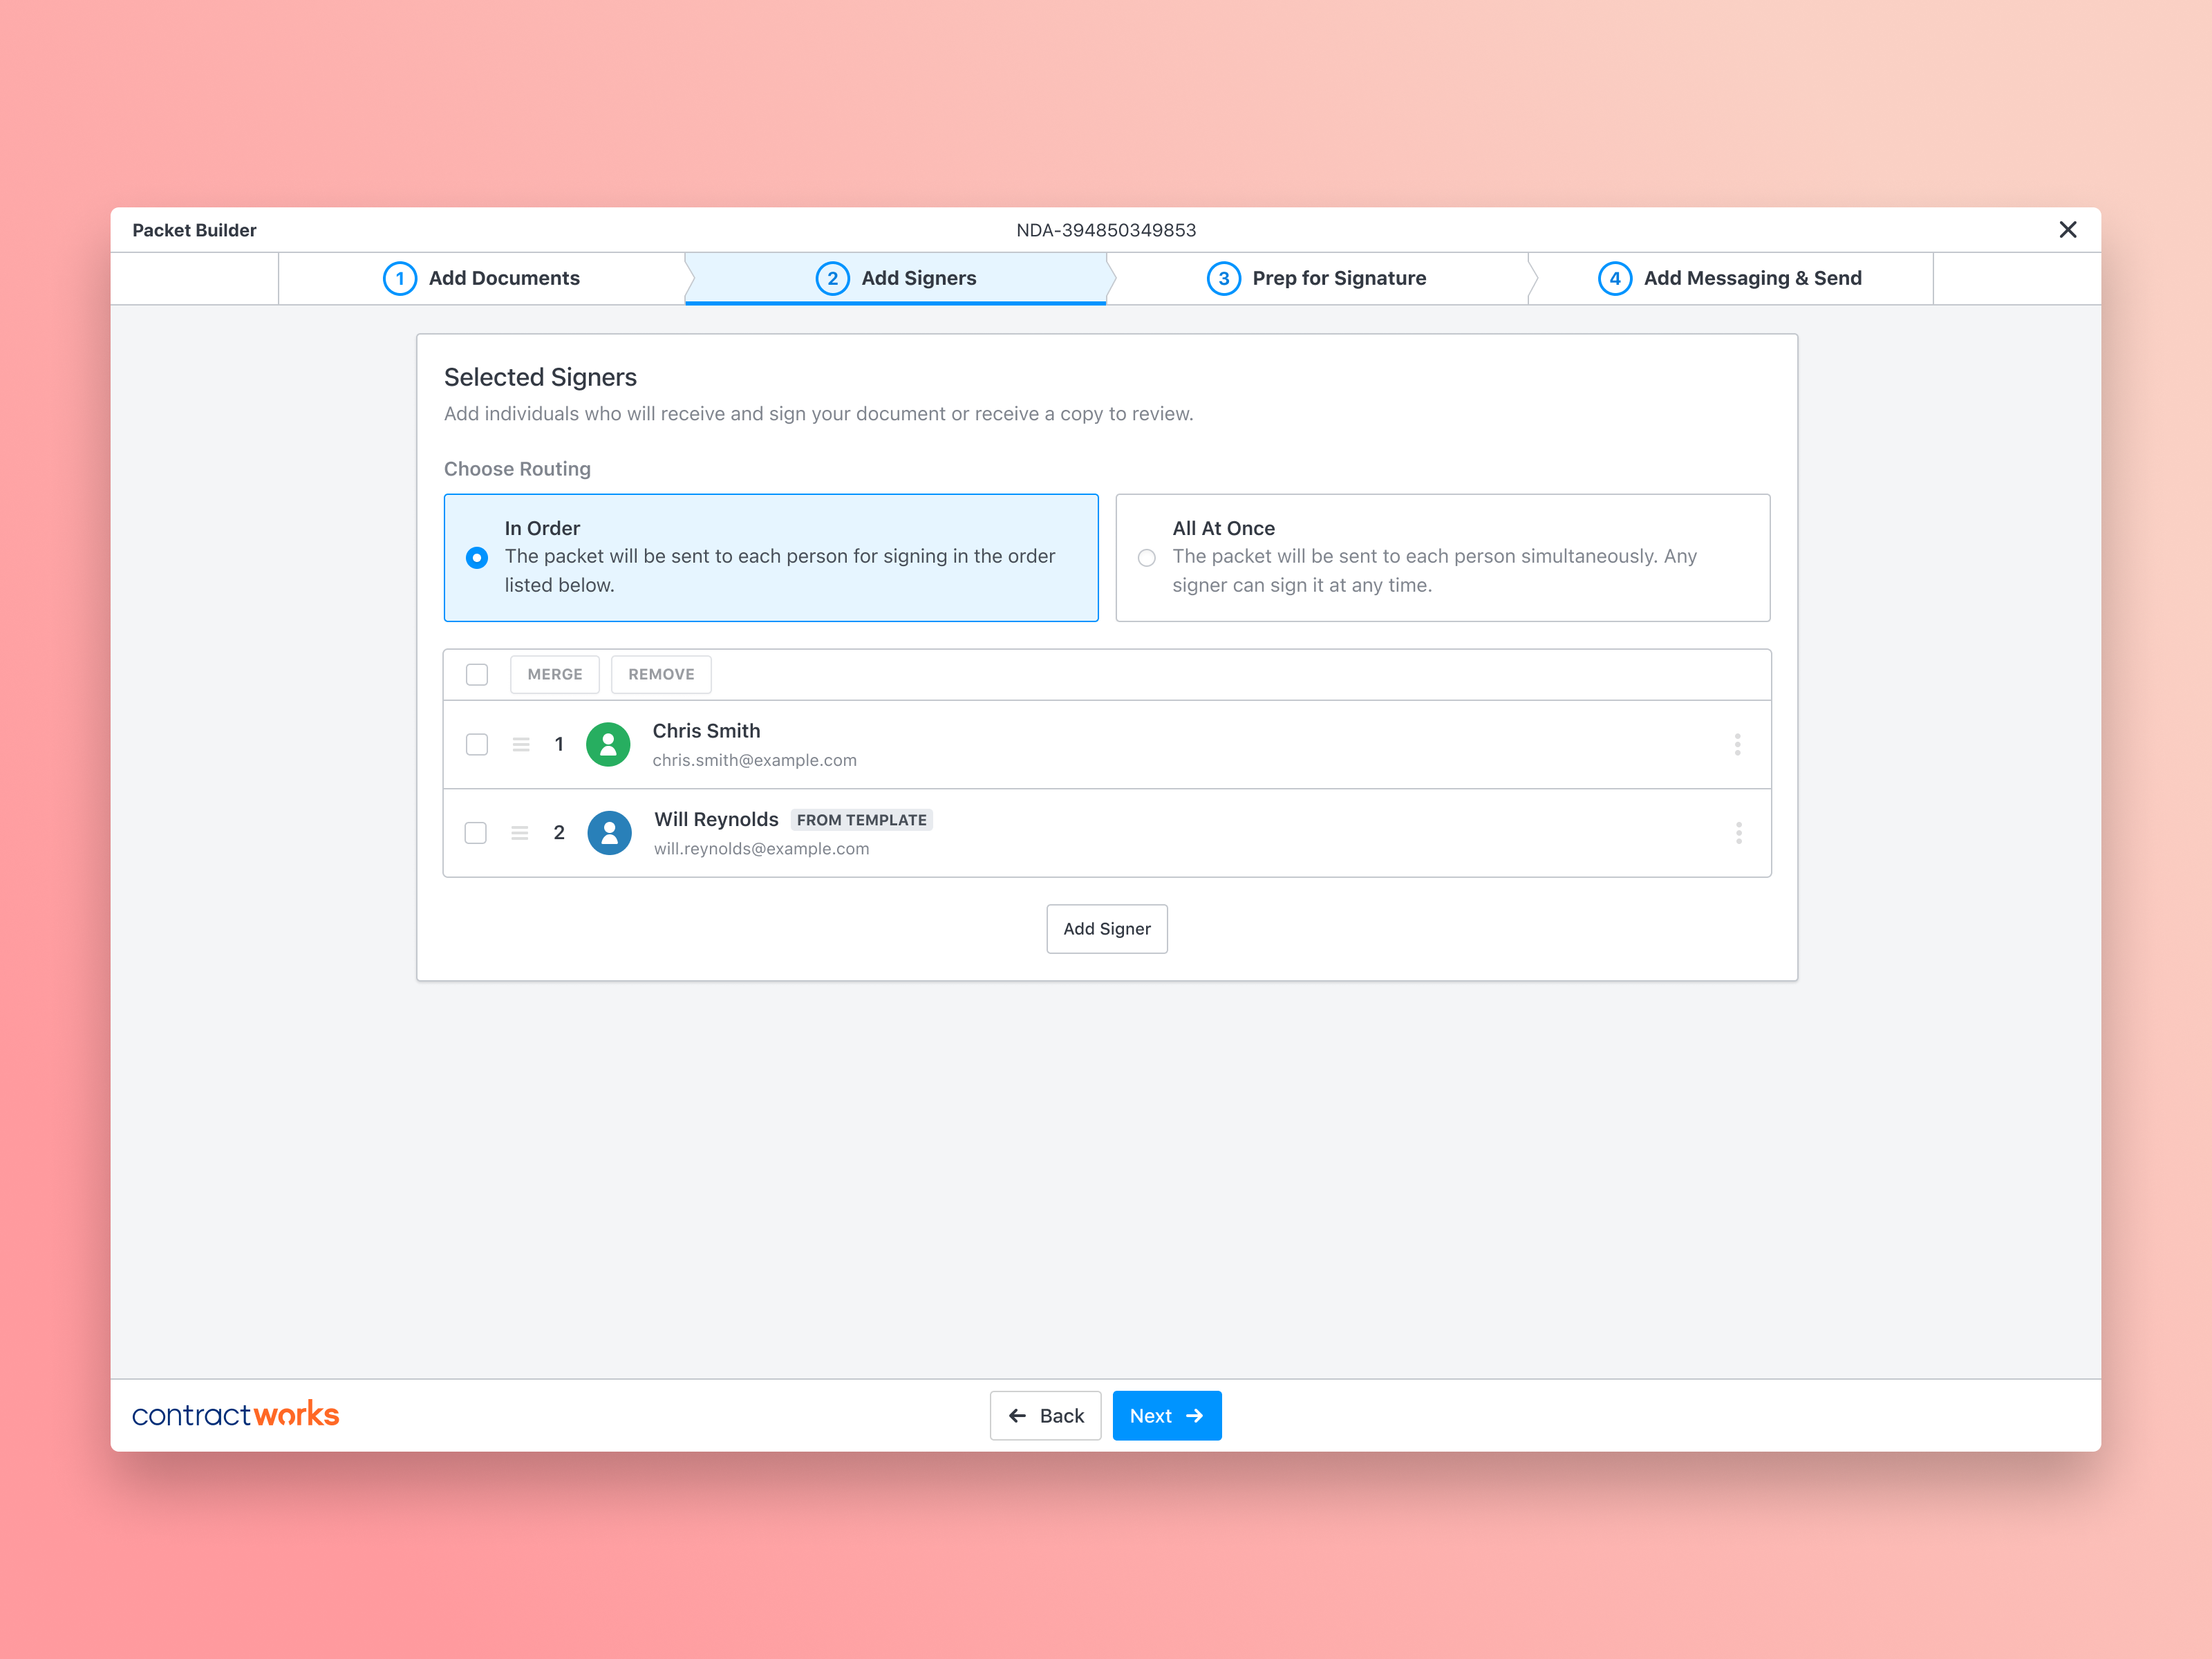 Packet Builder
NDA-394850349853
1 Add Documents
2 Add Signers
3 Prep for Signature
4 Add Messaging & Send
Selected Signers
Add individuals who will receive and sign your document or receive a copy to review.
Choose Routing
In Order
The packet will be sent to each person for signing in the order
listed below.
All At Once
The packet will be sent to each person simultaneously. Any
signer can sign it at any time.
MERGE
REMOVE
1
Chris Smith
chris.smith@example.com
2
Will Reynolds FROM TEMPLATE
will.reynolds@example.com
Add Signer
contractworks
Back
Next